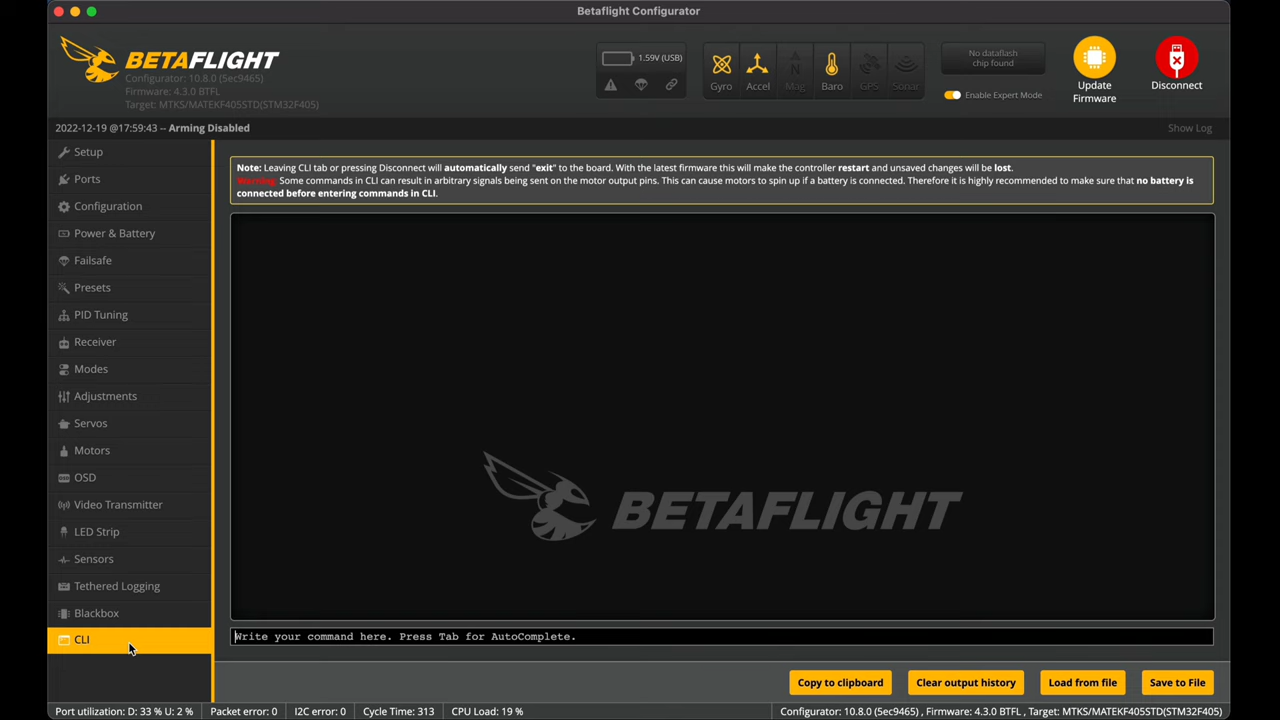 Betaflight Configurator
BETAFLIGHT
Configurator: 10.8.0 (5ec9465)
Firmware: 4.3.0 BTFL
Target: MTKS/MATEKF405STD(STM32F405)
1.59V (USB)
Gyro
Accel
Mag
Baro
GPS
Sonar
No dataflash
chip found
Enable Expert Mode
Update
Firmware
Disconnect
2022-12-19 @17:59:43 -- Arming Disabled
Show Log
Setup
Ports
Configuration
Power & Battery
Failsafe
Presets
PID Tuning
Receiver
Modes
Adjustments
Servos
Motors
OSD
Video Transmitter
LED Strip
Sensors
Tethered Logging
Blackbox
CLI
Note: Leaving CLI tab or pressing Disconnect will automatically send "exit" to the board. With the latest firmware this will make the controller restart and unsaved changes will be lost.
Warning: Some commands in CLI can result in arbitrary signals being sent on the motor output pins. This can cause motors to spin up if a battery is connected. Therefore it is highly recommended to make sure that no battery is
connected before entering commands in CLI.
BETAFLIGHT
Write your command here. Press Tab for AutoComplete.
Copy to clipboard
Clear output history
Load from file
Save to File
Port utilization: D: 33 % U: 2 %
Packet error: 0
I2C error: 0
Cycle Time: 313
CPU Load: 19 %
Configurator: 10.8.0 (5ec9465) , Firmware: 4.3.0 BTFL , Target: MTKS/MATEKF405STD(STM32F405)